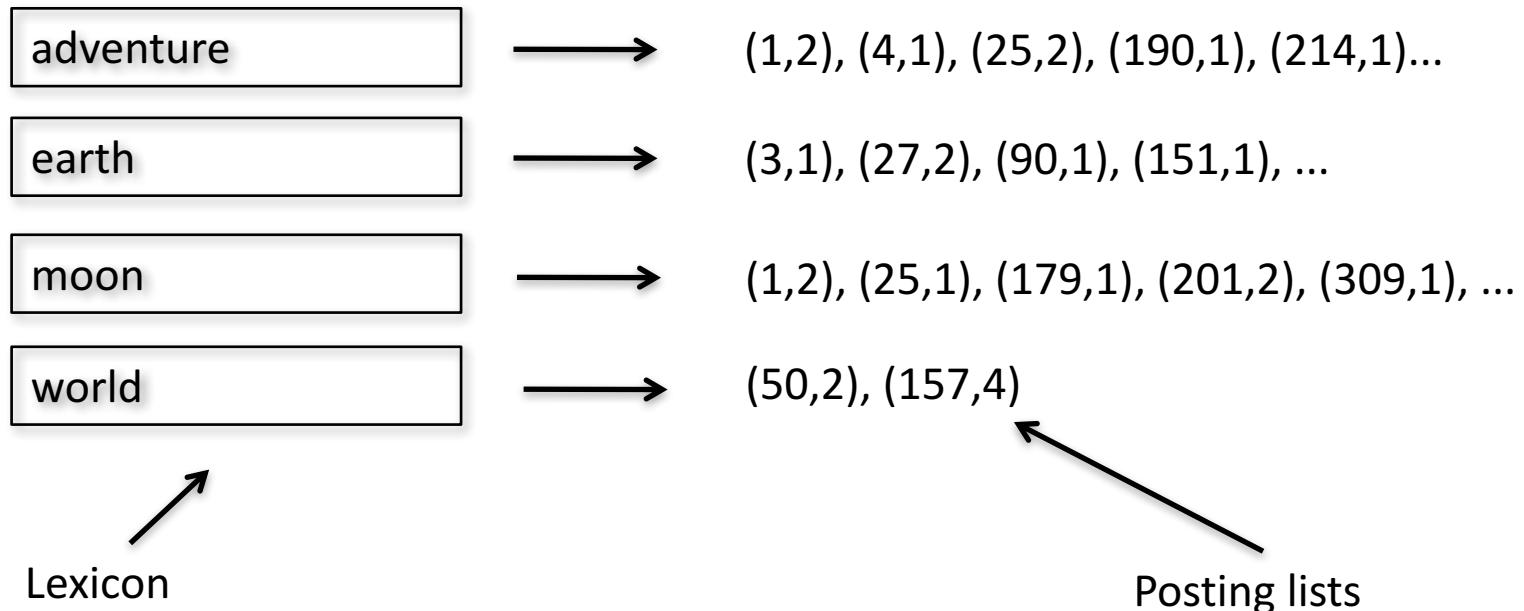 adventure (1,2), (4,1), (25,2), (190,1), (214,1)...
earth (3,1), (27,2), (90,1), (151,1), ...
moon (1,2), (25,1), (179,1), (201,2), (309,1), ...
world (50,2), (157,4)
Lexicon Posting lists